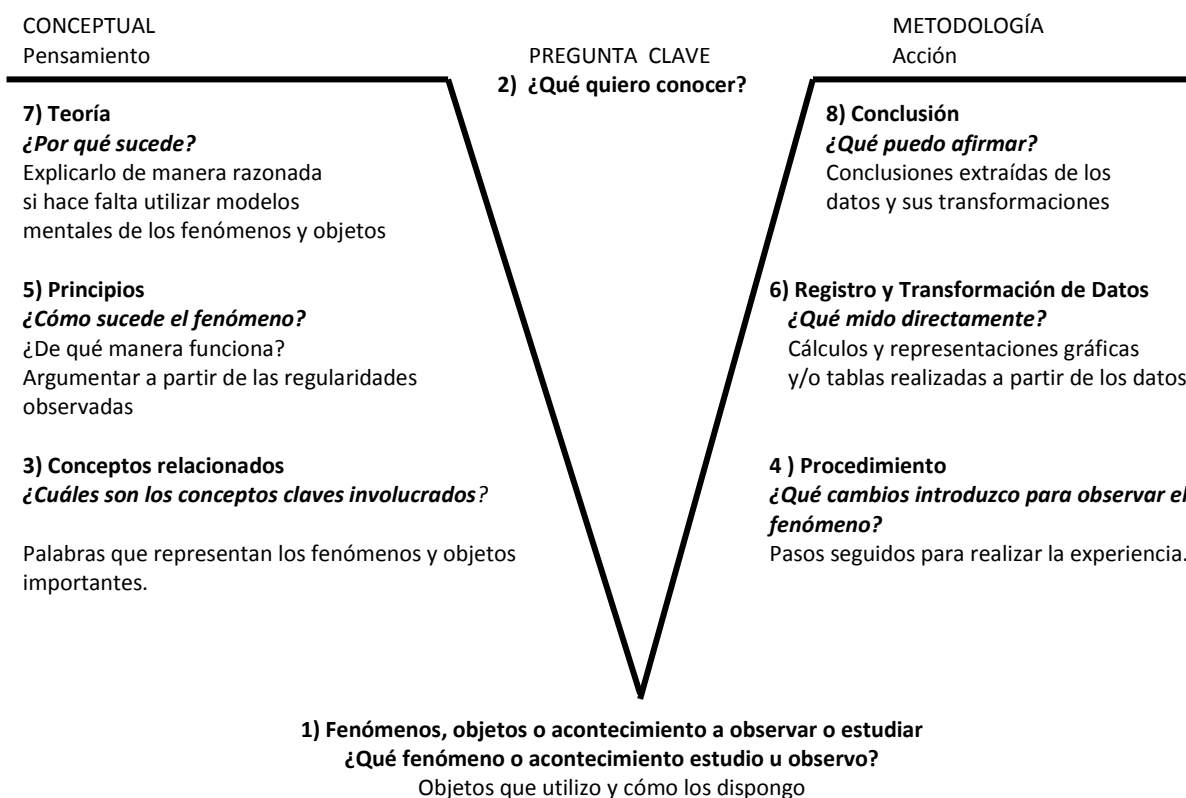 CONCEPTUAL
Pensamiento
PREGUNTA CLAVE
2) ¿Qué quiero conocer?
METODOLOGÍA
Acción
7) Teoría
¿Por qué sucede?
Explicarlo de manera razonada
si hace falta utilizar modelos
mentales de los fenómenos y objetos
5) Principios
¿Cómo sucede el fenómeno?
¿De qué manera funciona?
Argumentar a partir de las regularidades
observadas
3) Conceptos relacionados
¿Cuáles son los conceptos claves involucrados?
Palabras que representan los fenómenos y objetos
importantes.
8) Conclusión
¿Qué puedo afirmar?
Conclusiones extraídas de los
datos y sus transformaciones
6) Registro y Transformación de Datos
¿Qué mido directamente?
Cálculos y representaciones gráficas
y/o tablas realizadas a partir de los datos
4 ) Procedimiento
¿Qué cambios introduzco para observar el
fenómeno?
Pasos seguidos para realizar la experiencia.
1) Fenómenos, objetos o acontecimiento a observar o estudiar
¿Qué fenómeno o acontecimiento estudio u observo?
Objetos que utilizo y cómo los dispongo